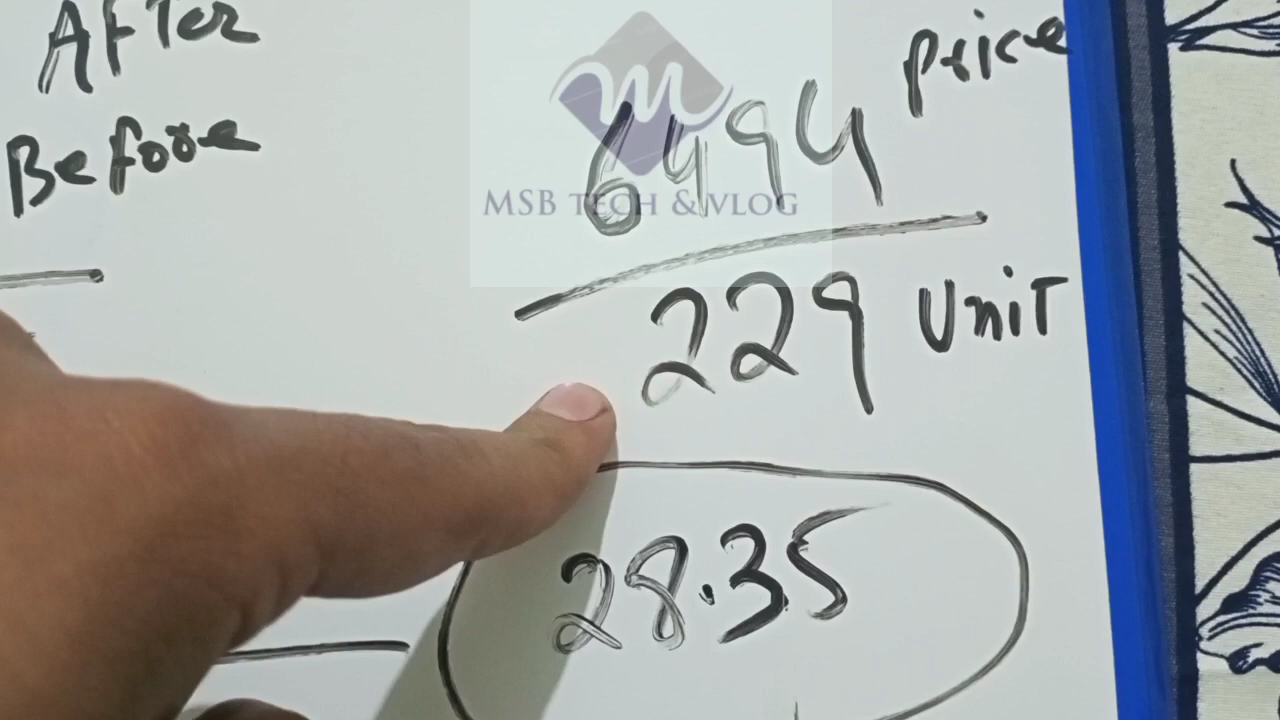 After
Before
Price
6494
MSB TECH & VLOG
229 Unit
28.35